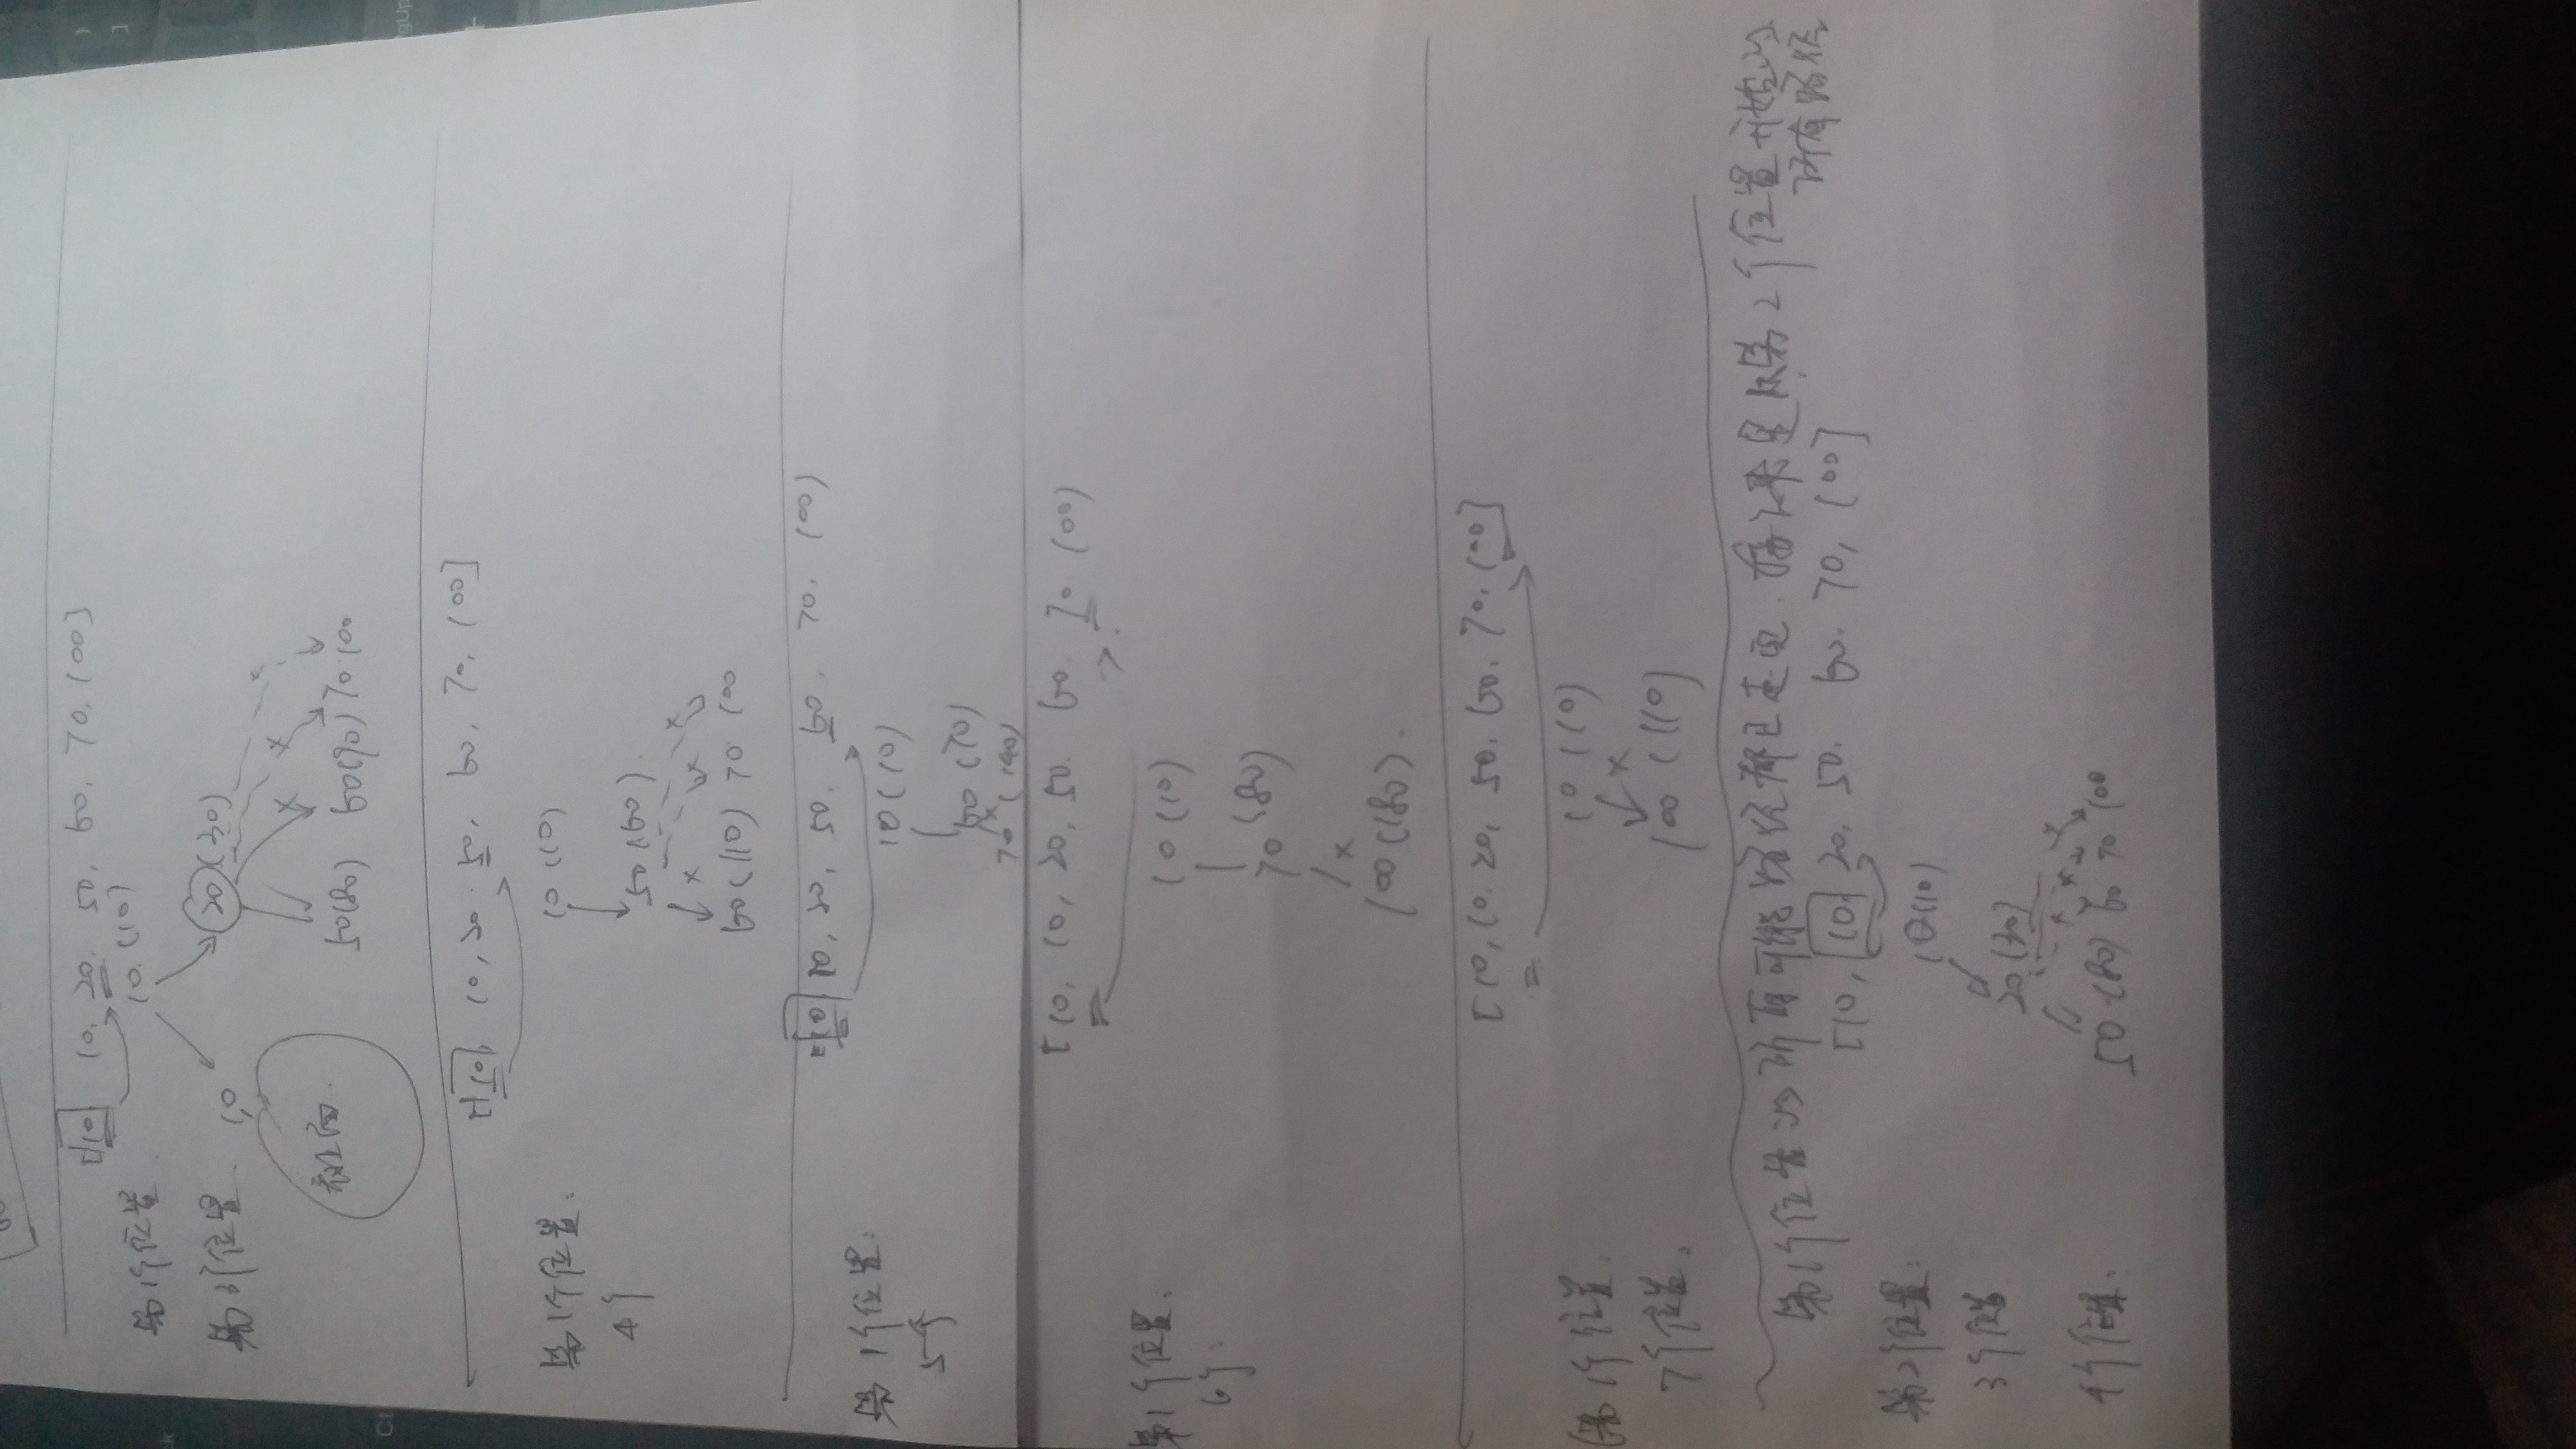 [10 10, 20, 50, 60, 70, 100]
第1个位置 10 (10)
第3个位置 10 20 (30)
50(80) 60(90) 70 100
[10, 10, 20, 50, 60, 70, 100]
第1个位置: 10 (10)
4个 50 (60)
60(110) 70 100
[10 10, 20, 50, 60, 70, 100]
第1个位置: 10 (10)
5个 60 (70)
70 (140)
[10, 10, 20, 50, 60, 70 100]
第1个位置. 10 (10)
6个: 70 (80)
100(180).
[10, 10, 20, 50, 60, 70, 100]
第1个位置. 10 (10)
7个位置. 100 (110)
第1个位置的所有可能路径都已走完. 接下来是从第2个位置开始的
所有路径
[10, 10, 20, 50, 60, 70, 100]
第2个位置: 10(10)
3个位置 20 (30)
4个位置: 50 (80) 60 70 100